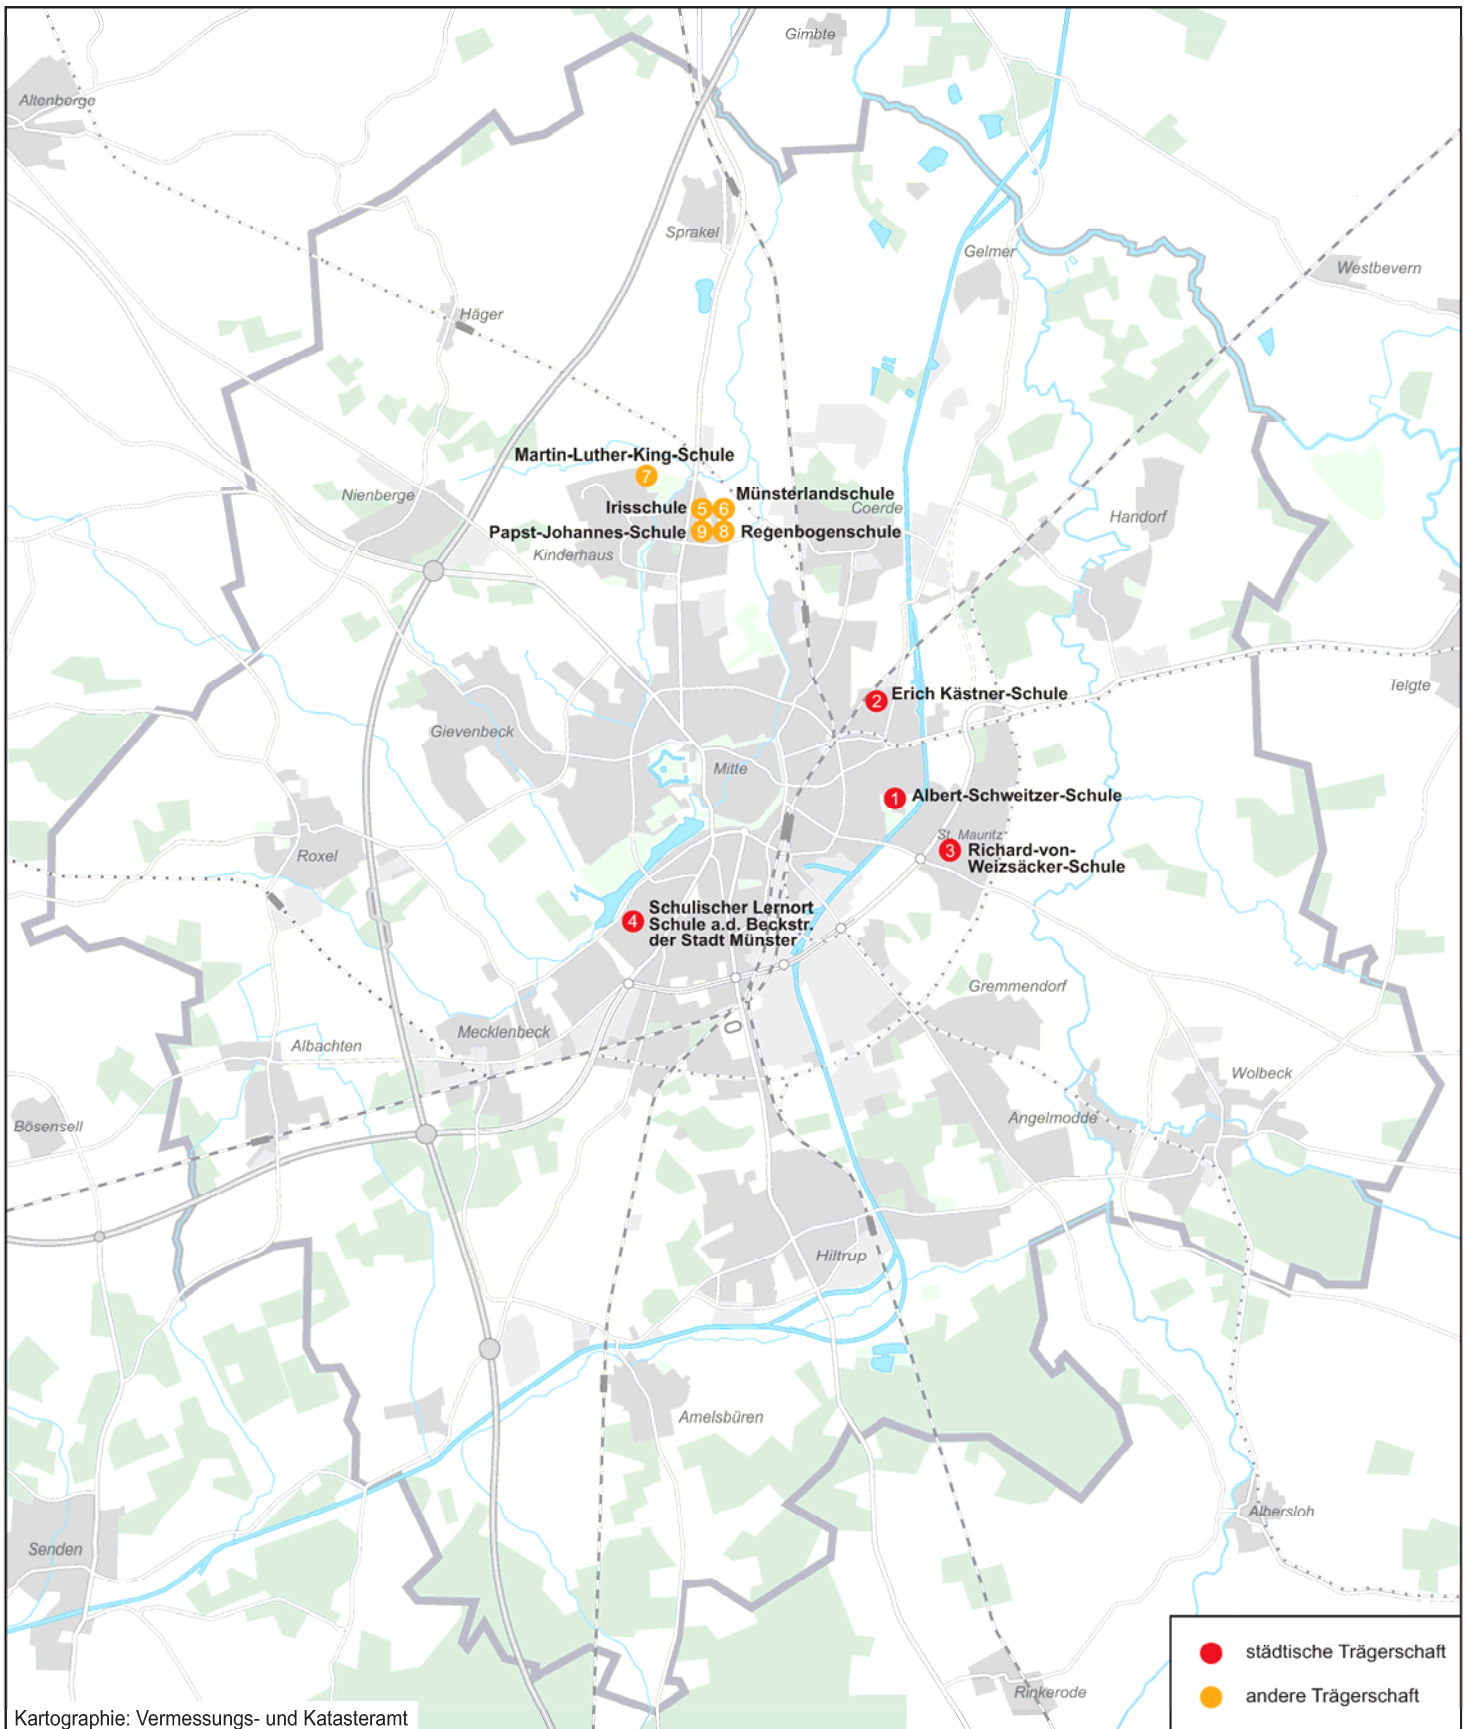 Gimbte
Altenberge
Sprakel
Gelmer
Westbevern
Häger
Martin-Luther-King-Schule
7
Nienberge
Münsterlandschule
Irisschule
5
6
Coerde
Handorf
Papst-Johannes-Schule
9
8
Regenbogenschule
Kinderhaus
Telgte
2
Erich Kästner-Schule
Gievenbeck
Mitte
1
Albert-Schweitzer-Schule
St. Mauritz
Roxel
3
Richard-von-
Weizsäcker-Schule
4
Schulischer Lernort
Schule a.d. Beckstr.
der Stadt Münster
Gremmendorf
Mecklenbeck
Albachten
Wolbeck
Bösensell
Angelmodde
Hiltrup
Amelsbüren
Albersloh
Senden
Rinkerode
städtische Trägerschaft
andere Trägerschaft
Kartographie: Vermessungs- und Katasteramt